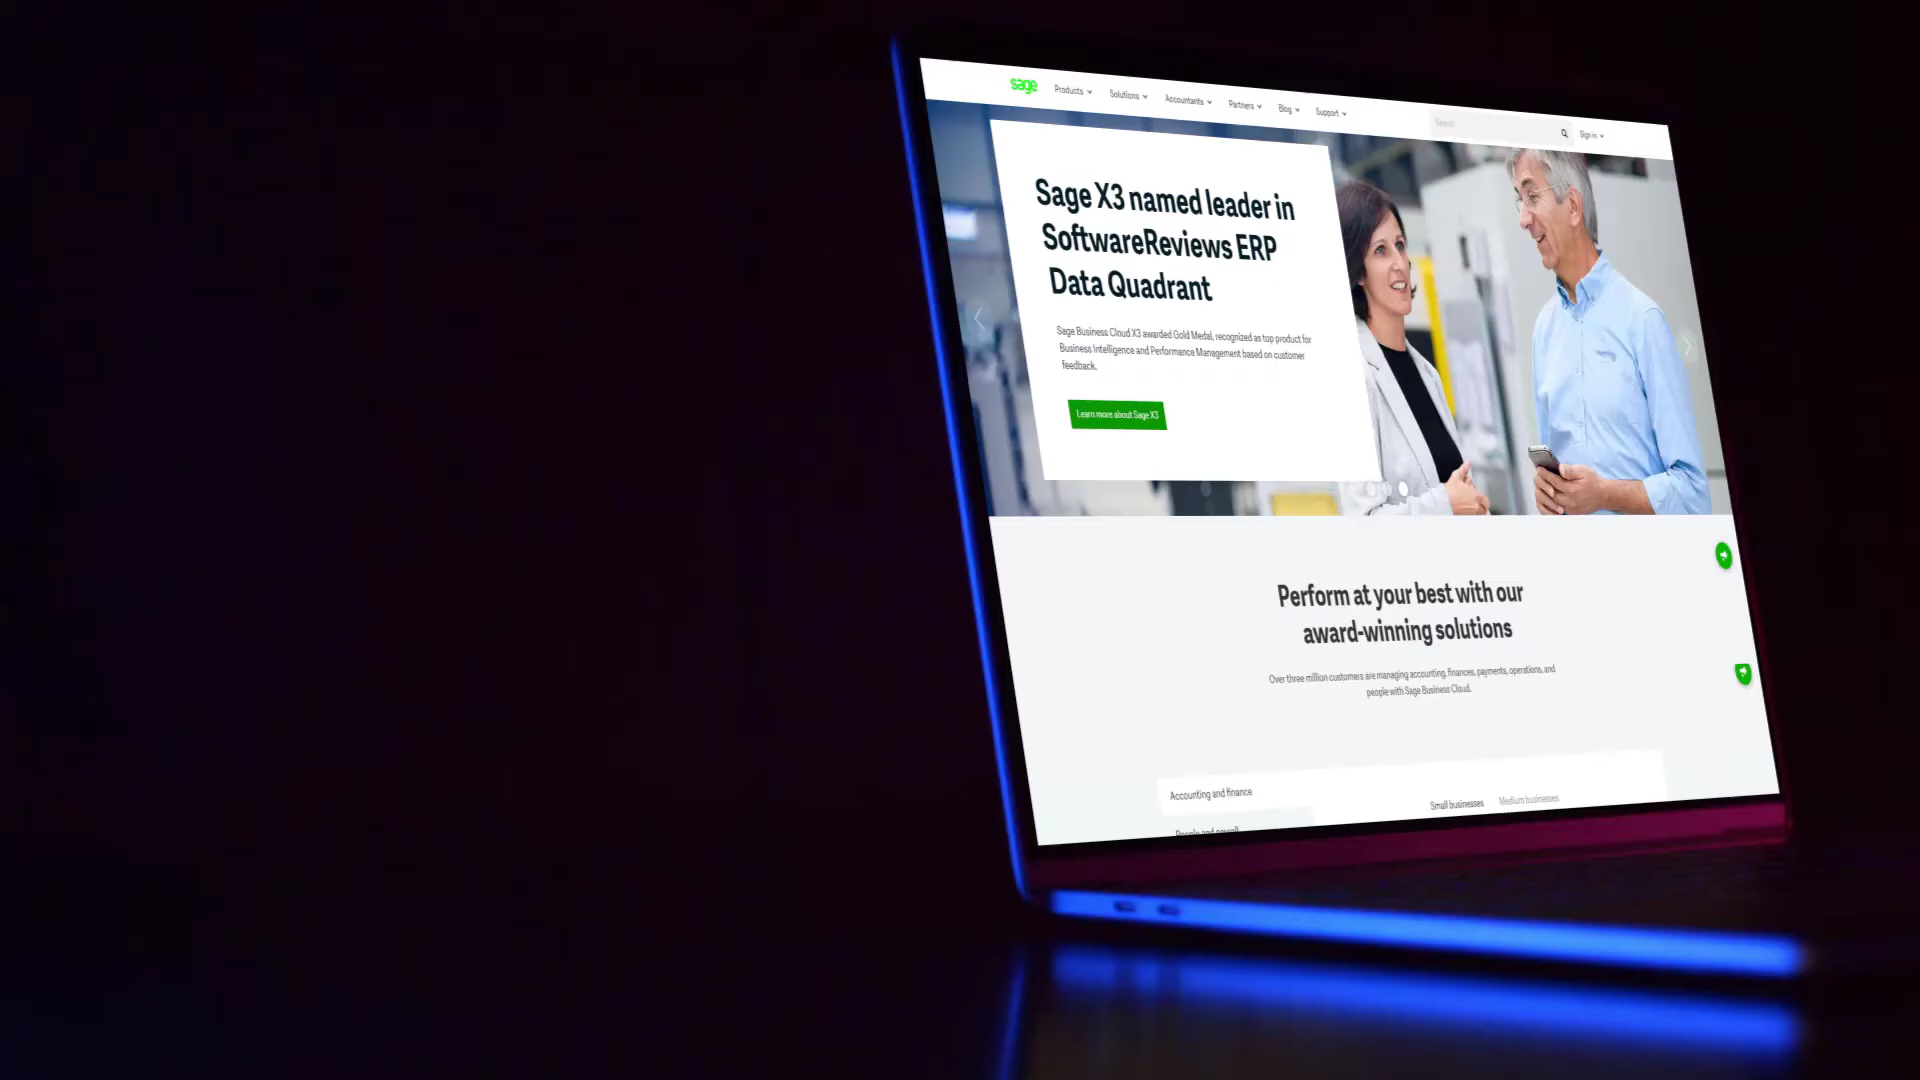 sage
Products
Solutions
Accountants
Partners
Blog
Support
Search
Sign in
Sage X3 named leader in
SoftwareReviews ERP
Data Quadrant
Sage Business Cloud X3 awarded Gold Medal, recognized as top product for
Business Intelligence and Performance Management based on customer
feedback.
Learn more about Sage X3
Perform at your best with our
award-winning solutions
Over three million customers are managing accounting, finances, payments, operations, and
people with Sage Business Cloud.
Accounting and finance
Small businesses
Medium businesses
People and payroll